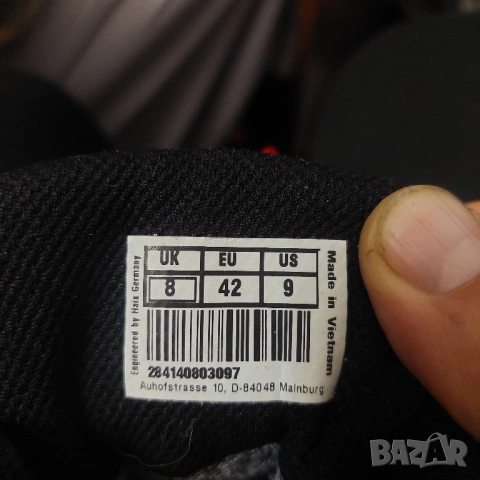 UK EU US
8 42 9
284140803097
Auhofstrasse 10, D-84048 Mainburg
Engineered by Haix Germany
Made in Vietnam
BAZAR